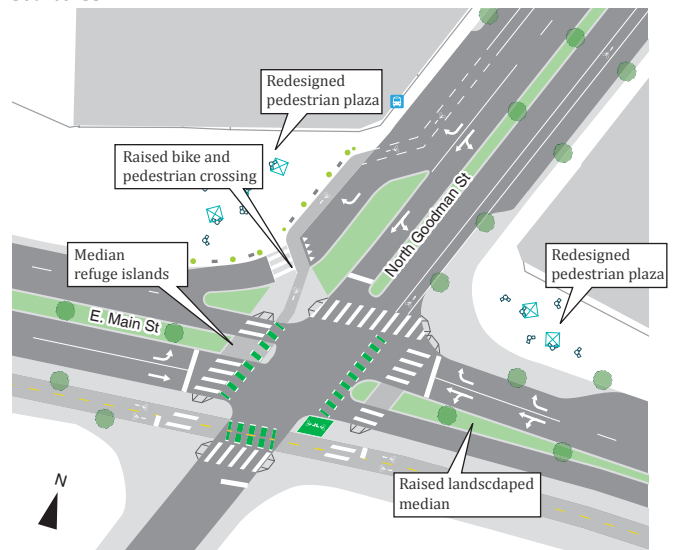 Redesigned
pedestrian plaza
Raised bike and
pedestrian crossing
Median
refuge islands
E. Main St
North Goodman St
Redesigned
pedestrian plaza
Raised landscdaped
median
N